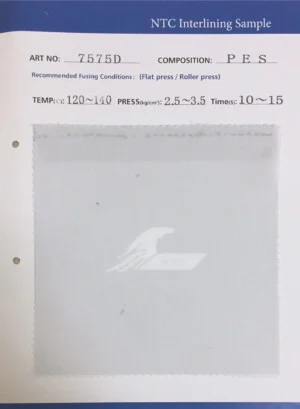 NTC Interlining Sample
ART NO: 7575D COMPOSITION: PES
Recommended Fusing Conditions: (Flat press / Roller press)
TEMP(℃): 120~140 PRESS(kg/cm²): 2.5~3.5 Time(s): 10~15